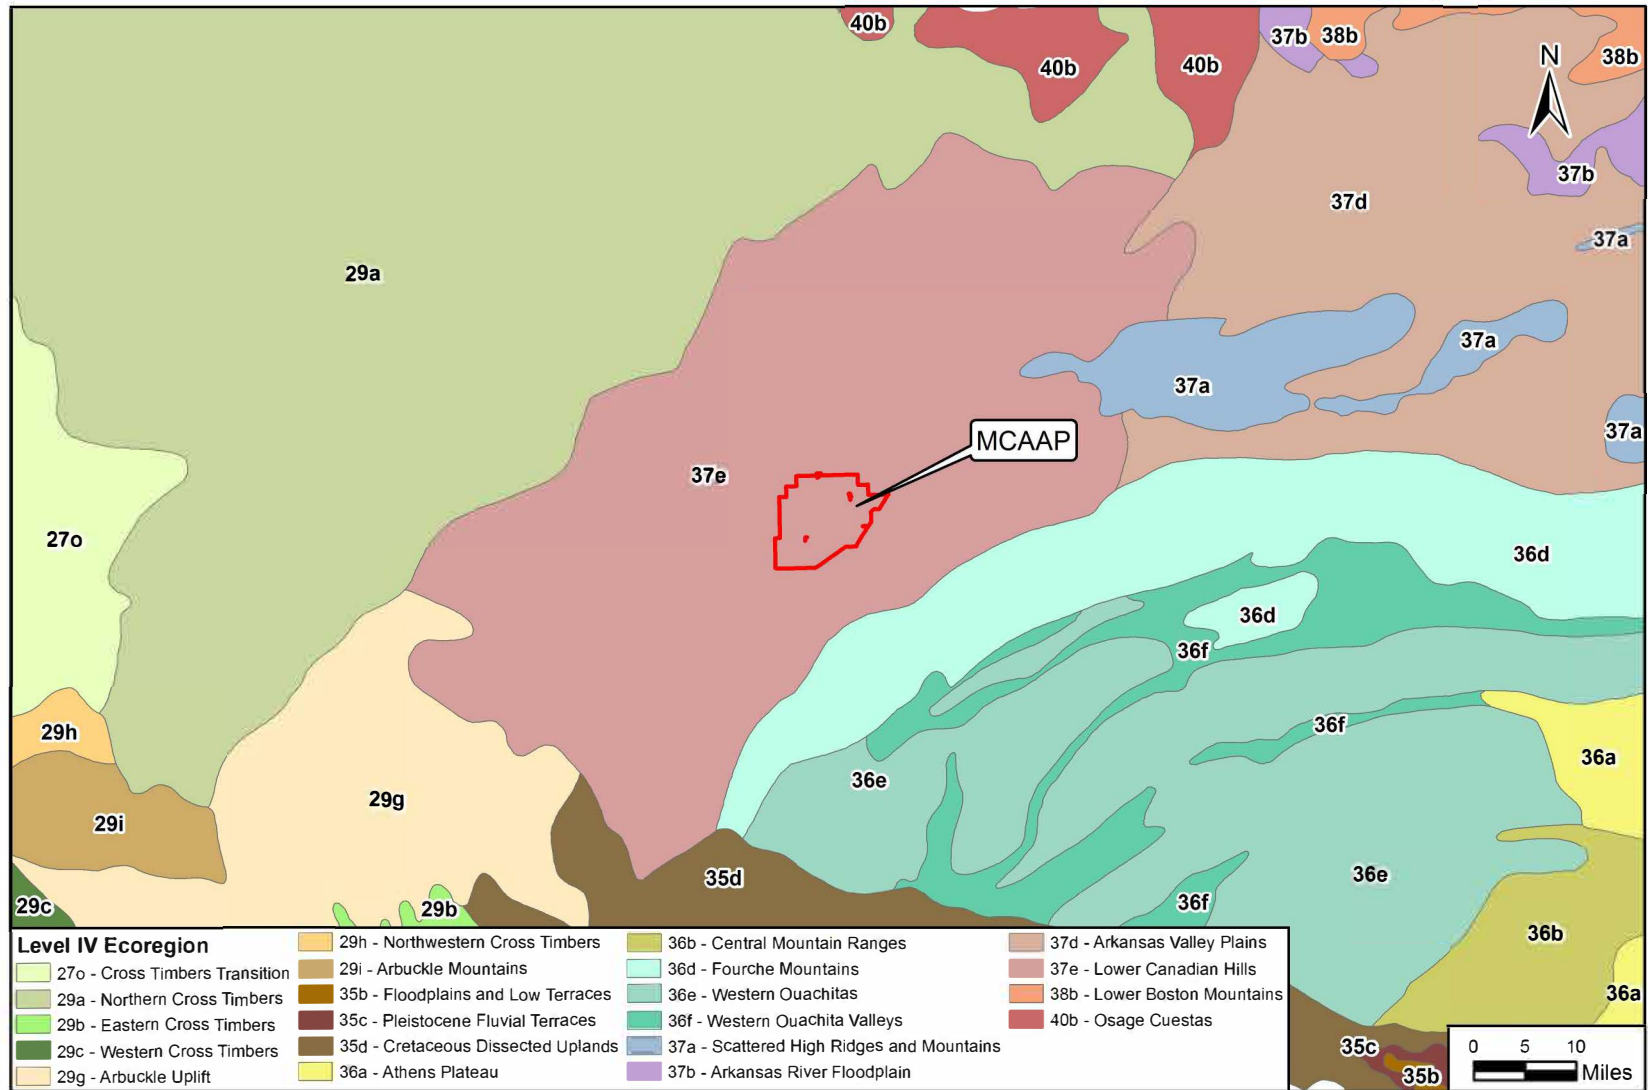 40b
40b
40b
37b
38b
38b
N
37b
37d
37a
29a
37a
37a
37a
MCAAP
37e
27o
36d
36d
36f
29h
36f
36a
36e
29g
29i
35d
36e
29c
29b
36f
36b
36a
35c
35b
Level IV Ecoregion
27o - Cross Timbers Transition
29a - Northern Cross Timbers
29b - Eastern Cross Timbers
29c - Western Cross Timbers
29g - Arbuckle Uplift
29h - Northwestern Cross Timbers
29i - Arbuckle Mountains
35b - Floodplains and Low Terraces
35c - Pleistocene Fluvial Terraces
35d - Cretaceous Dissected Uplands
36a - Athens Plateau
36b - Central Mountain Ranges
36d - Fourche Mountains
36e - Western Ouachitas
36f - Western Ouachita Valleys
37a - Scattered High Ridges and Mountains
37b - Arkansas River Floodplain
37d - Arkansas Valley Plains
37e - Lower Canadian Hills
38b - Lower Boston Mountains
40b - Osage Cuestas
0 5 10
Miles